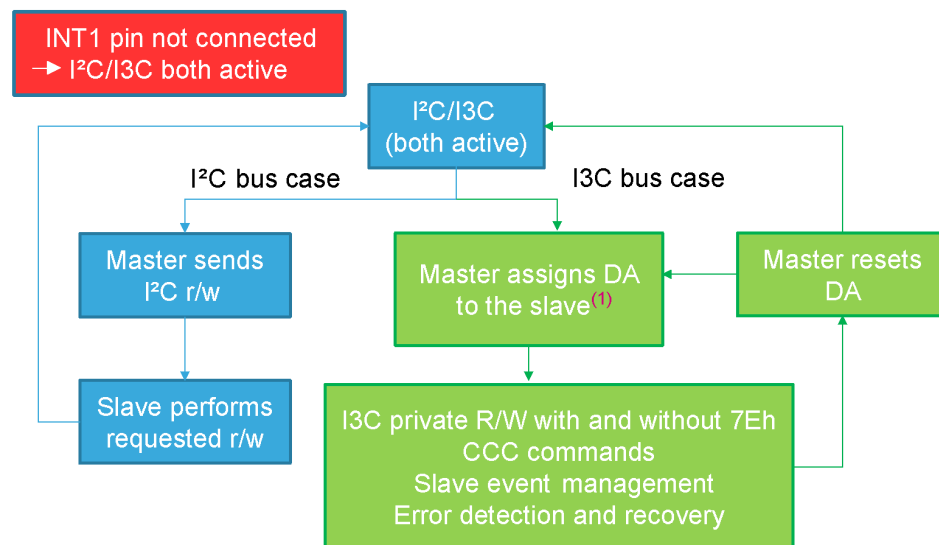 INT1 pin not connected
→ I²C/I3C both active
I²C/I3C
(both active)
I²C bus case
I3C bus case
Master sends
I²C r/w
Master assigns DA
to the slave(1)
Master resets
DA
Slave performs
requested r/w
I3C private R/W with and without 7Eh
CCC commands
Slave event management
Error detection and recovery